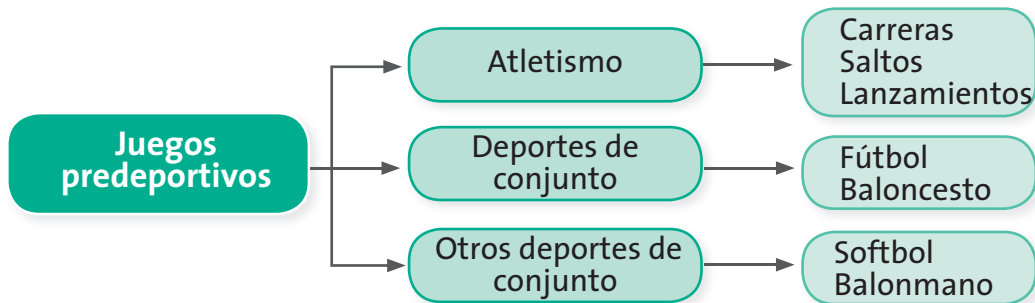 Juegos
predeportivos
Atletismo
Carreras
Saltos
Lanzamientos
Deportes de
conjunto
Fútbol
Baloncesto
Otros deportes de
conjunto
Softbol
Balonmano